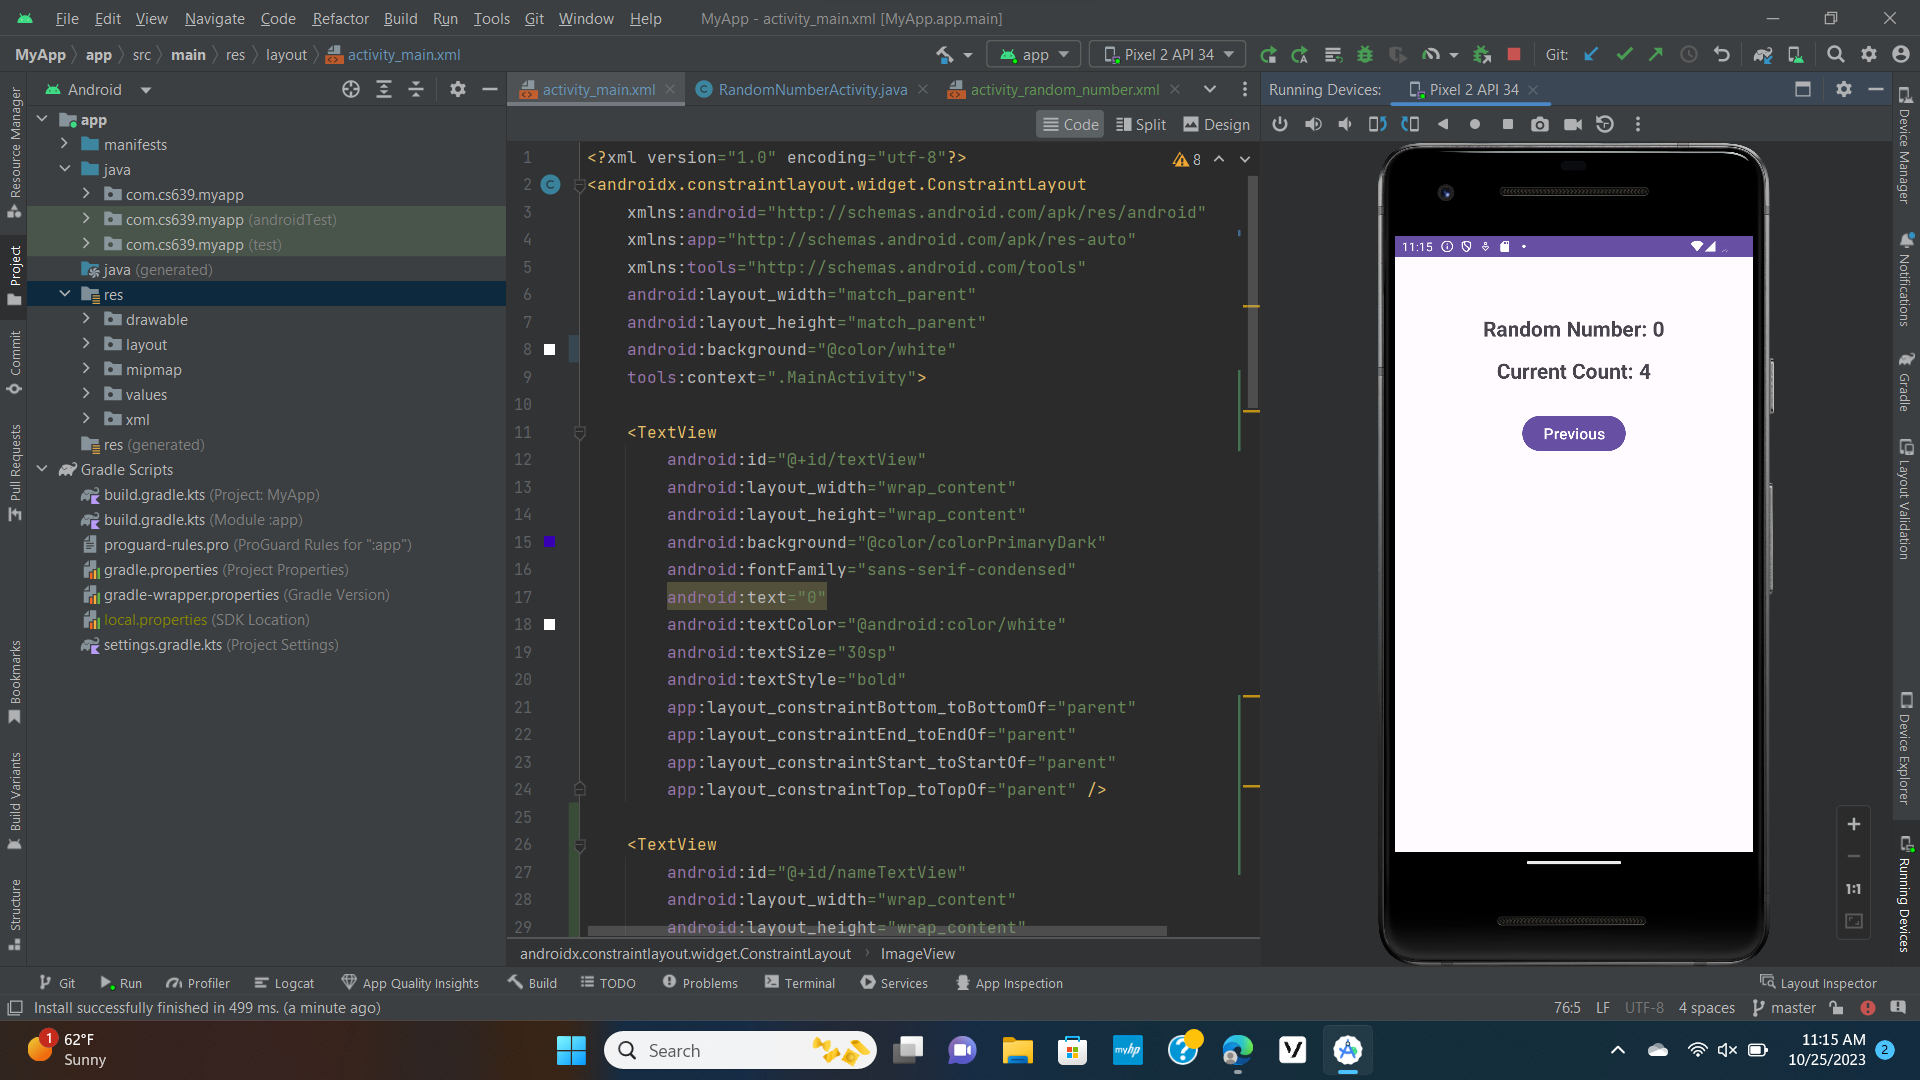 File Edit View Navigate Code Refactor Build Run Tools Git Window Help MyApp - activity_main.xml [MyApp.app.main]
MyApp app src main res layout activity_main.xml app Pixel 2 API 34 Git:
Android
activity_main.xml RandomNumberActivity.java activity_random_number.xml
Running Devices: Pixel 2 API 34
Code Split Design
Resource Manager
Project
Commit
Pull Requests
Bookmarks
Build Variants
Structure
app
manifests
java
com.cs639.myapp
com.cs639.myapp (androidTest)
com.cs639.myapp (test)
java (generated)
res
drawable
layout
mipmap
values
xml
res (generated)
Gradle Scripts
build.gradle.kts (Project: MyApp)
build.gradle.kts (Module :app)
proguard-rules.pro (ProGuard Rules for ":app")
gradle.properties (Project Properties)
gradle-wrapper.properties (Gradle Version)
local.properties (SDK Location)
settings.gradle.kts (Project Settings)
8
1 <?xml version="1.0" encoding="utf-8"?>
2 <androidx.constraintlayout.widget.ConstraintLayout
3 xmlns:android="http://schemas.android.com/apk/res/android"
4 xmlns:app="http://schemas.android.com/apk/res-auto"
5 xmlns:tools="http://schemas.android.com/tools"
6 android:layout_width="match_parent"
7 android:layout_height="match_parent"
8 android:background="@color/white"
9 tools:context=".MainActivity">
10
11 <TextView
12 android:id="@+id/textView"
13 android:layout_width="wrap_content"
14 android:layout_height="wrap_content"
15 android:background="@color/colorPrimaryDark"
16 android:fontFamily="sans-serif-condensed"
17 android:text="0"
18 android:textColor="@android:color/white"
19 android:textSize="30sp"
20 android:textStyle="bold"
21 app:layout_constraintBottom_toBottomOf="parent"
22 app:layout_constraintEnd_toEndOf="parent"
23 app:layout_constraintStart_toStartOf="parent"
24 app:layout_constraintTop_toTopOf="parent" />
25
26 <TextView
27 android:id="@+id/nameTextView"
28 android:layout_width="wrap_content"
29 android:layout_height="wrap_content"
androidx.constraintlayout.widget.ConstraintLayout ImageView
11:15
Random Number: 0
Current Count: 4
Previous
1:1
Device Manager
Notifications
Gradle
Layout Validation
Device Explorer
Running Devices
Git Run Profiler Logcat App Quality Insights Build TODO Problems Terminal Services App Inspection Layout Inspector
Install successfully finished in 499 ms. (a minute ago) 76:5 LF UTF-8 4 spaces master
1
62°F
Sunny
Search
myhp
11:15 AM
10/25/2023
2